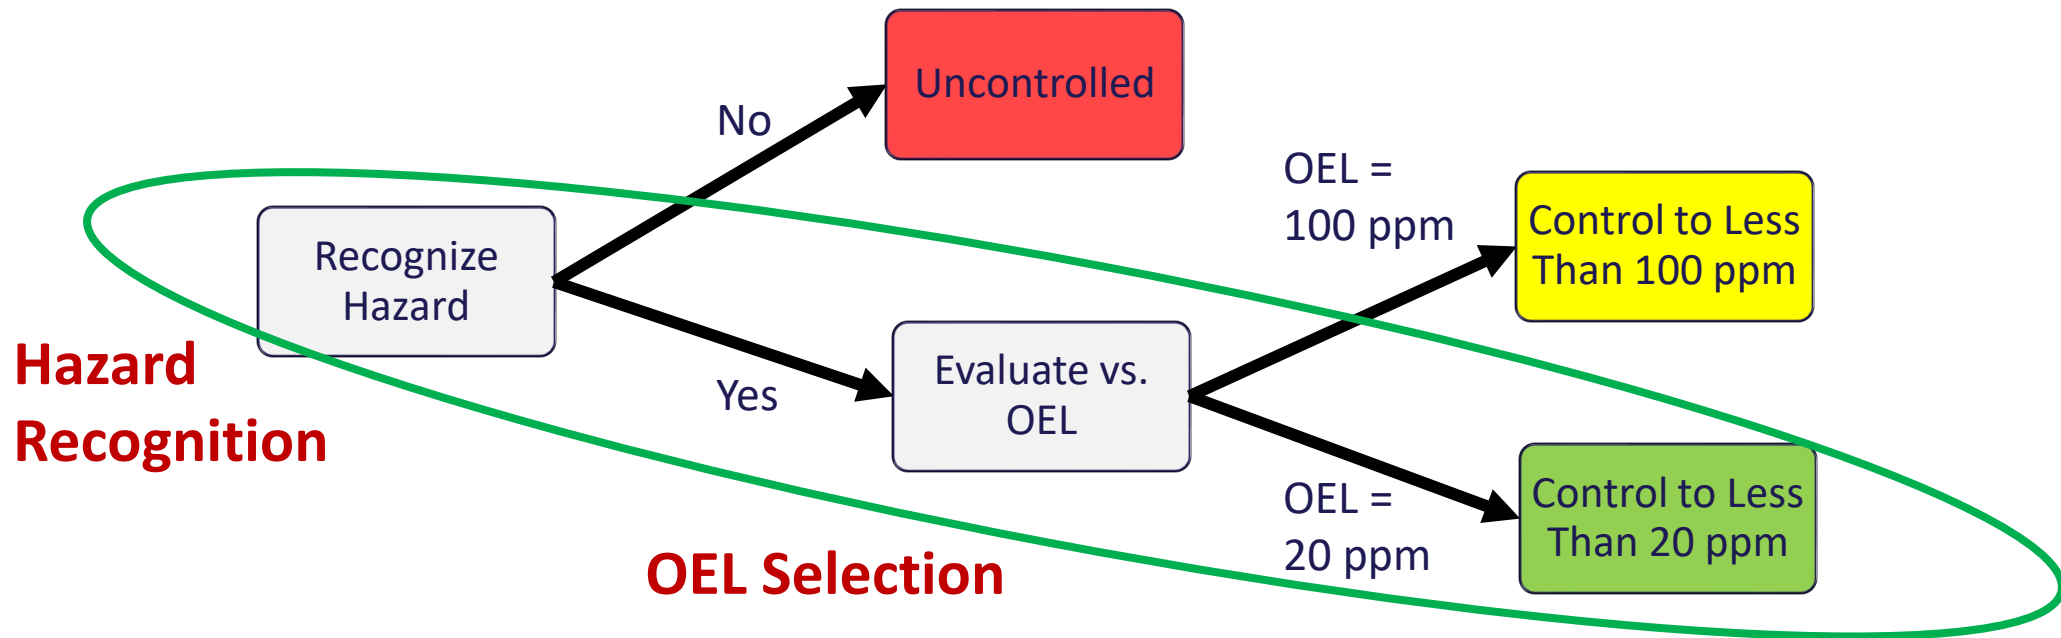 Uncontrolled
No
OEL =
100 ppm
Control to Less
Than 100 ppm
Recognize
Hazard
Hazard
Recognition
Yes
Evaluate vs.
OEL
OEL =
20 ppm
Control to Less
Than 20 ppm
OEL Selection